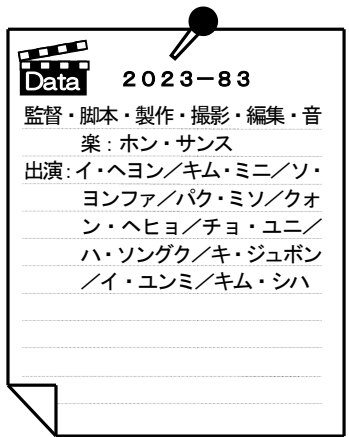 Data
２０２３－８３
監督・脚本・製作・撮影・編集・音
楽：ホン・サンス
出演：イ・ヘヨン／キム・ミニ／ソ・
ヨンファ／パク・ミソ／クォ
ン・ヘヒョ／チョ・ユニ／
ハ・ソングク／キ・ジュボン
／イ・ユンミ／キム・シハ